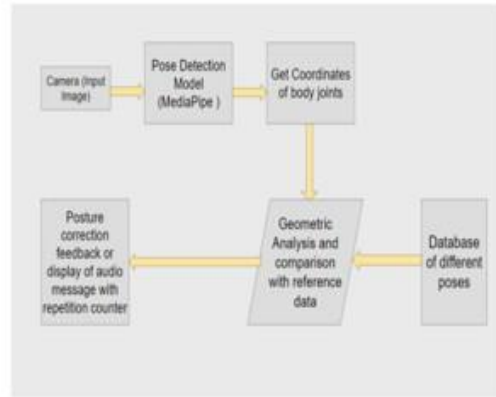 Camera (Input
Image)
Pose Detection
Model
(MediaPipe )
Get Coordinates
of body joints
Posture
correction
feedback or
display of audio
message with
repetition counter
Geometric
Analysis and
comparison
with reference
data
Database
of different
poses